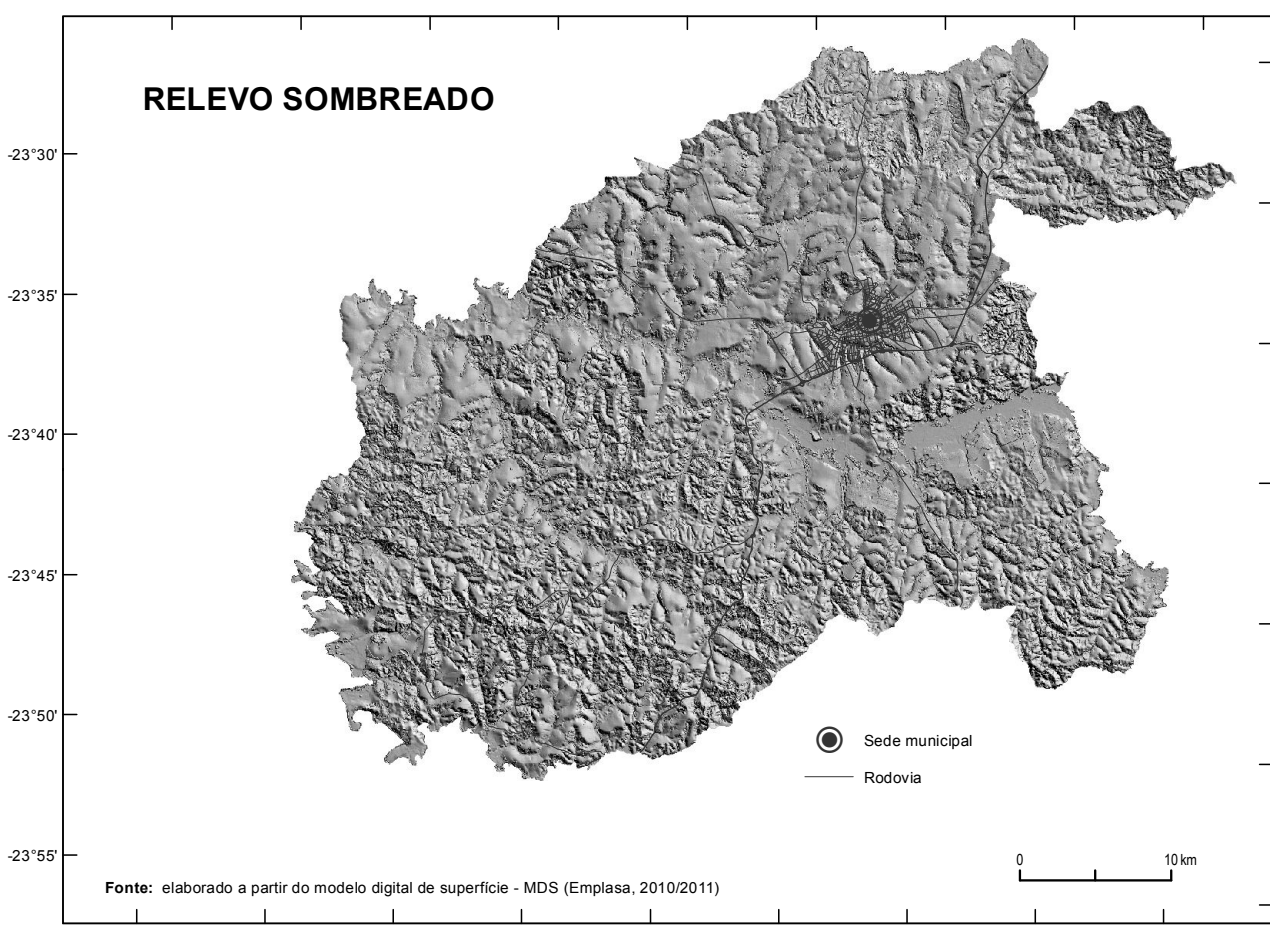 RELEVO SOMBREADO
-23°30'
-23°35'
-23°40'
-23°45'
-23°50'
-23°55'
Sede municipal
Rodovia
0 10 km
Fonte: elaborado a partir do modelo digital de superfície - MDS (Emplasa, 2010/2011)